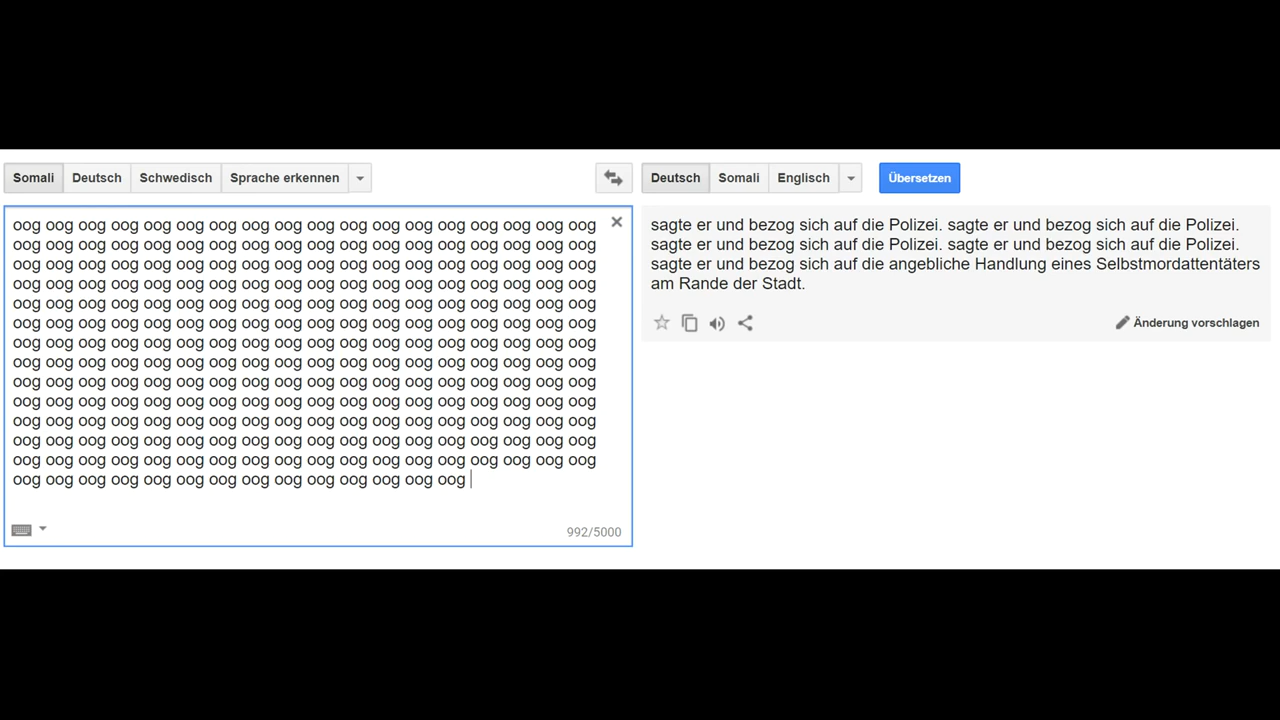 Somali Deutsch Schwedisch Sprache erkennen
Deutsch Somali Englisch Übersetzen
oog oog oog oog oog oog oog oog oog oog oog oog oog oog oog oog oog oog
oog oog oog oog oog oog oog oog oog oog oog oog oog oog oog oog oog oog
oog oog oog oog oog oog oog oog oog oog oog oog oog oog oog oog oog oog
oog oog oog oog oog oog oog oog oog oog oog oog oog oog oog oog oog oog
oog oog oog oog oog oog oog oog oog oog oog oog oog oog oog oog oog oog
oog oog oog oog oog oog oog oog oog oog oog oog oog oog oog oog oog oog
oog oog oog oog oog oog oog oog oog oog oog oog oog oog oog oog oog oog
oog oog oog oog oog oog oog oog oog oog oog oog oog oog oog oog oog oog
oog oog oog oog oog oog oog oog oog oog oog oog oog oog oog oog oog oog
oog oog oog oog oog oog oog oog oog oog oog oog oog oog oog oog oog oog
oog oog oog oog oog oog oog oog oog oog oog oog oog oog oog oog oog oog
oog oog oog oog oog oog oog oog oog oog oog oog oog oog oog oog oog oog
oog oog oog oog oog oog oog oog oog oog oog oog oog oog oog oog oog oog
oog oog oog oog oog oog oog oog oog oog oog oog oog oog
992/5000
sagte er und bezog sich auf die Polizei. sagte er und bezog sich auf die Polizei.
sagte er und bezog sich auf die Polizei. sagte er und bezog sich auf die Polizei.
sagte er und bezog sich auf die angebliche Handlung eines Selbstmordattentäters
am Rande der Stadt.
Änderung vorschlagen